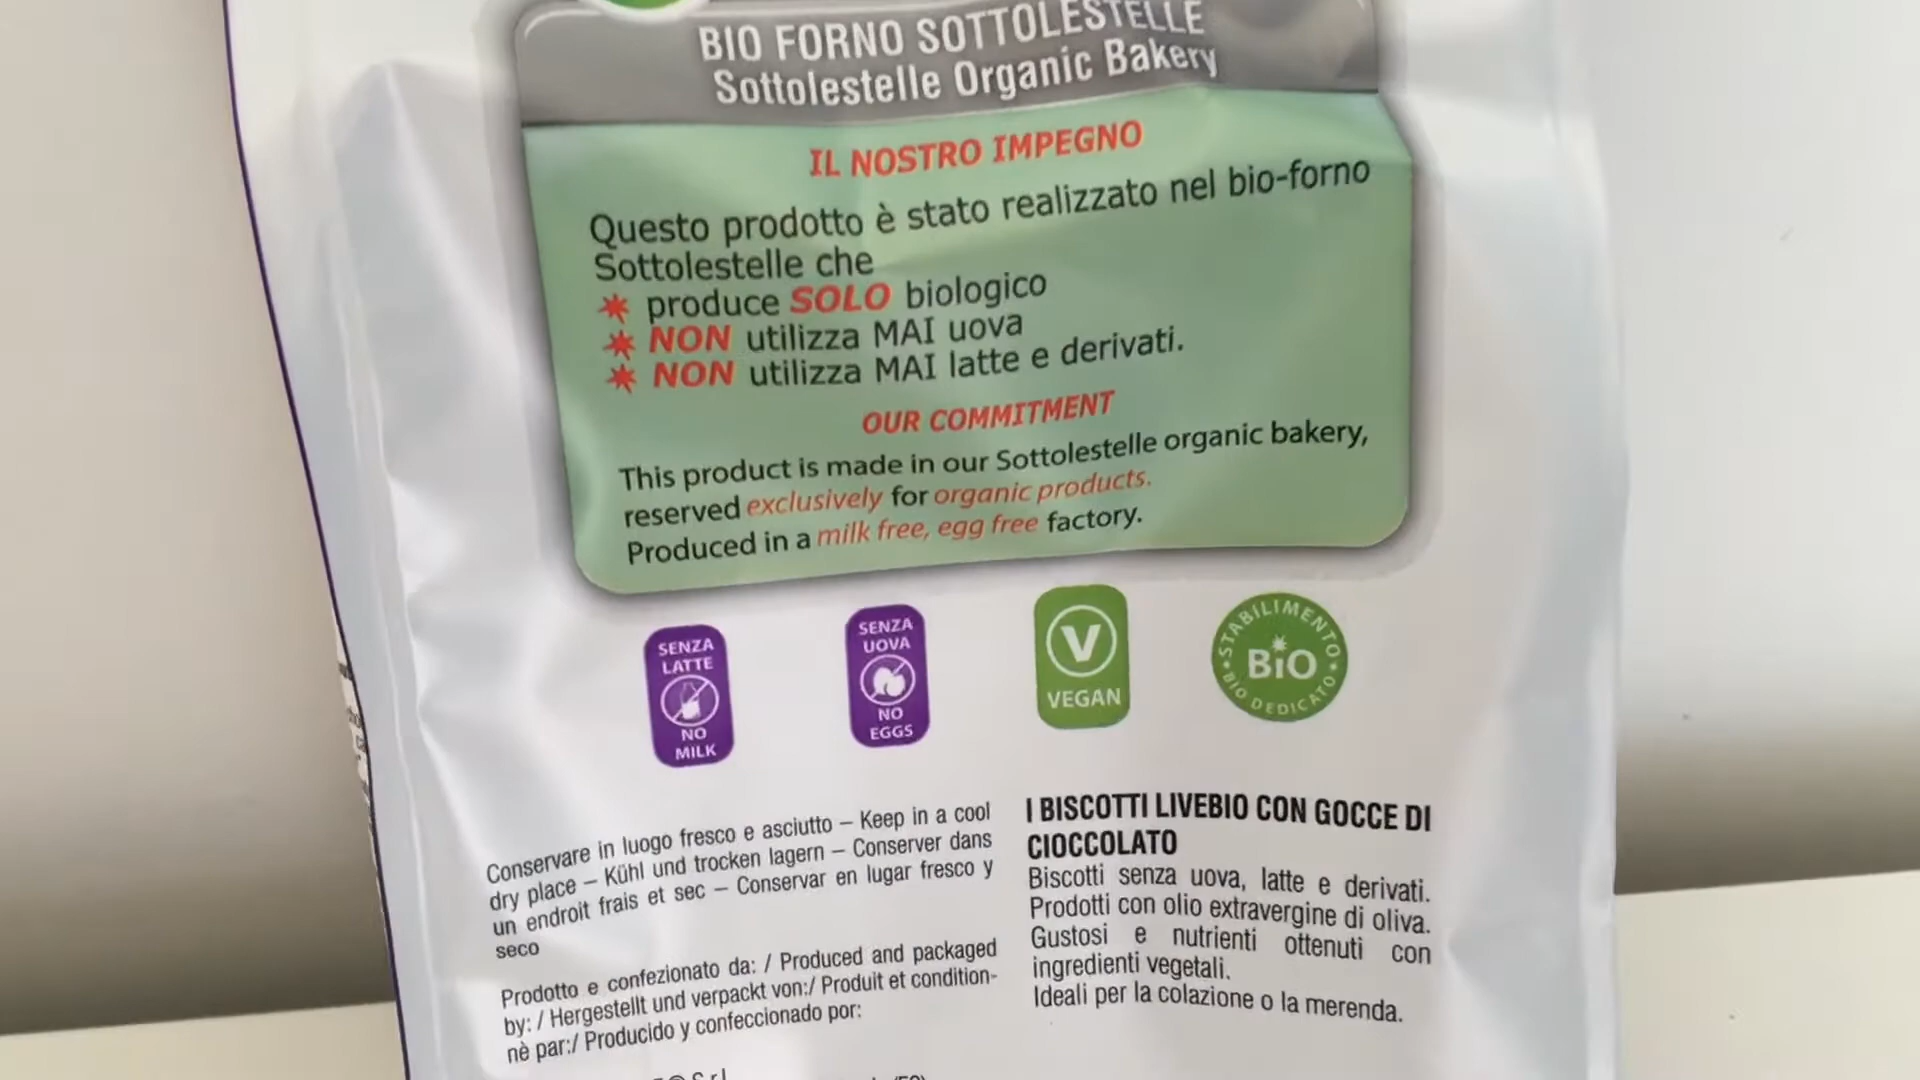 BIO FORNO SOTTOLESTELLE
Sottolestelle Organic Bakery
IL NOSTRO IMPEGNO
Questo prodotto è stato realizzato nel bio-forno
Sottolestelle che
produce SOLO biologico
NON utilizza MAI uova
NON utilizza MAI latte e derivati.
OUR COMMITMENT
This product is made in our Sottolestelle organic bakery,
reserved exclusively for organic products.
Produced in a milk free, egg free factory.
SENZA
LATTE
NO
MILK
SENZA
UOVA
NO
EGGS
V
VEGAN
STABILIMENTO
BiO
BIO DEDICATO
Conservare in luogo fresco e asciutto – Keep in a cool
dry place – Kühl und trocken lagern – Conserver dans
un endroit frais et sec – Conservar en lugar fresco y
seco
Prodotto e confezionato da: / Produced and packaged
by: / Hergestellt und verpackt von:/ Produit et condition-
nè par:/ Producido y confeccionado por:
I BISCOTTI LIVEBIO CON GOCCE DI
CIOCCOLATO
Biscotti senza uova, latte e derivati.
Prodotti con olio extravergine di oliva.
Gustosi e nutrienti ottenuti con
ingredienti vegetali.
Ideali per la colazione o la merenda.